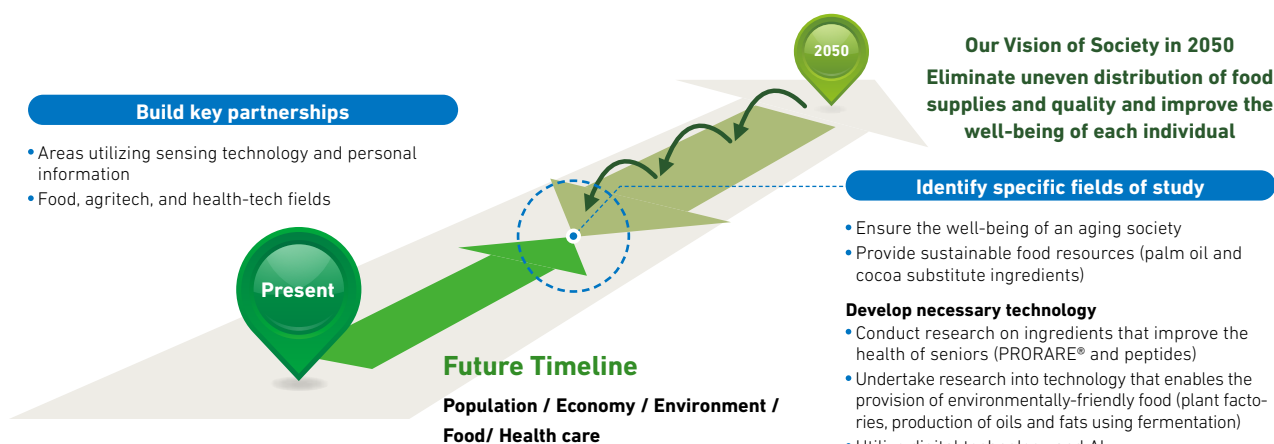 2050
Our Vision of Society in 2050
Eliminate uneven distribution of food
supplies and quality and improve the
well-being of each individual
Build key partnerships
• Areas utilizing sensing technology and personal
information
• Food, agritech, and health-tech fields
Present
Identify specific fields of study
• Ensure the well-being of an aging society
• Provide sustainable food resources (palm oil and
cocoa substitute ingredients)
Develop necessary technology
• Conduct research on ingredients that improve the
health of seniors (PRORARE® and peptides)
• Undertake research into technology that enables the
provision of environmentally-friendly food (plant facto-
ries, production of oils and fats using fermentation)
Future Timeline
Population / Economy / Environment /
Food/ Health care